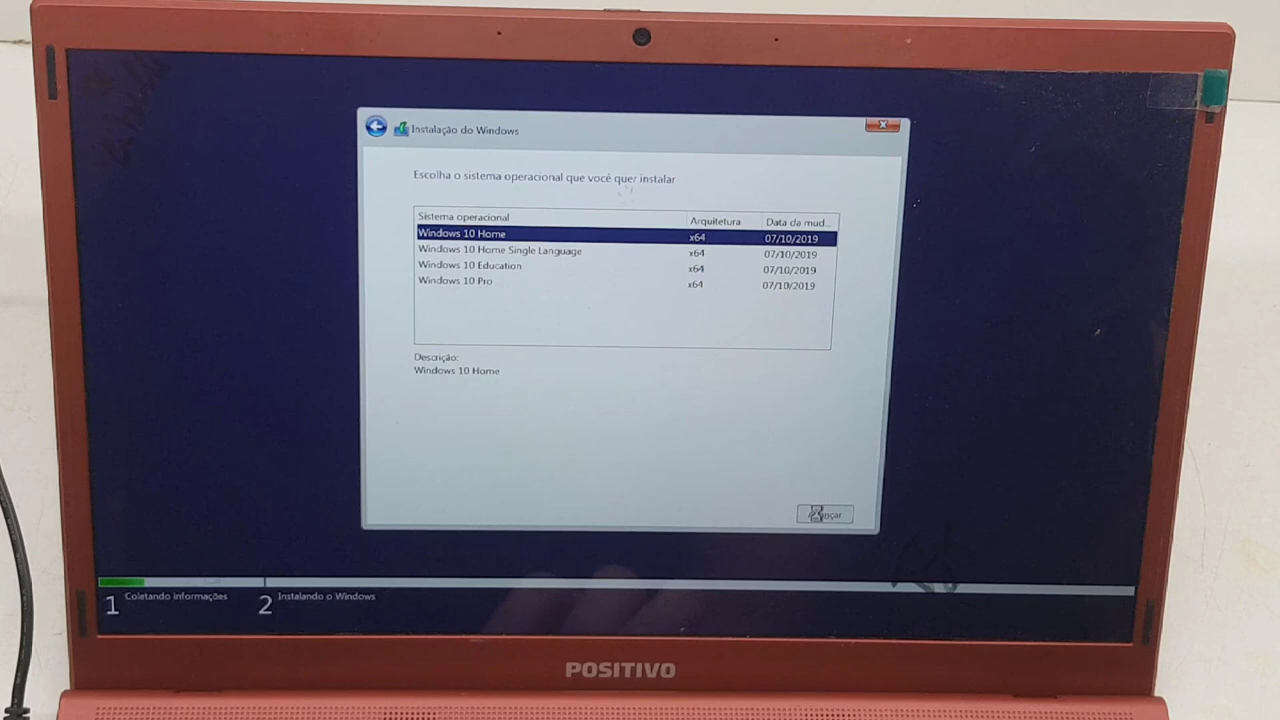 Instalação do Windows
Escolha o sistema operacional que você quer instalar
Sistema operacional Arquitetura Data da mud...
Windows 10 Home x64 07/10/2019
Windows 10 Home Single Language x64 07/10/2019
Windows 10 Education x64 07/10/2019
Windows 10 Pro x64 07/10/2019
Descrição:
Windows 10 Home
1 Coletando informações 2 Instalando o Windows
POSITIVO